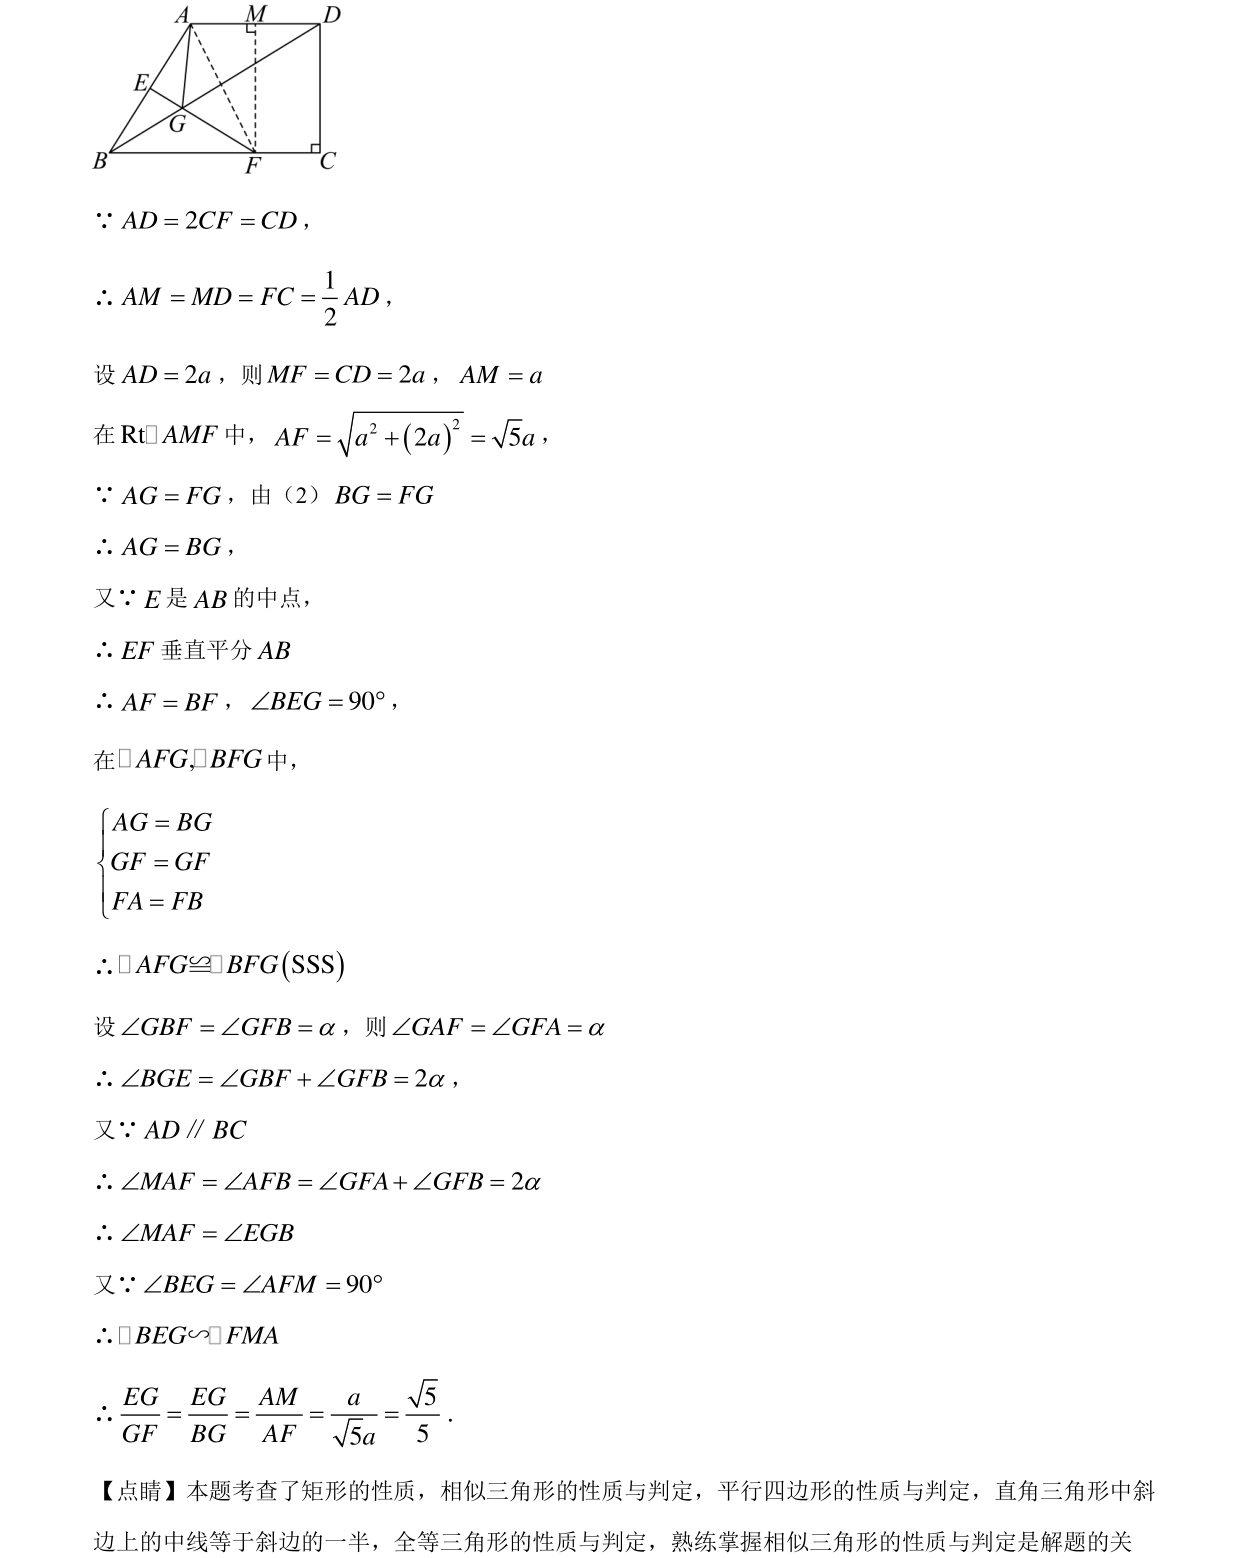 A M D
E
G
B F C
∵ AD = 2CF = CD，
∴ AM = MD = FC = 1/2 AD，
设 AD = 2a，则 MF = CD = 2a， AM = a
在 Rt□ AMF 中， AF = √(a² + (2a)²) = √5a，
∵ AG = FG，由（2） BG = FG
∴ AG = BG，
又∵ E 是 AB 的中点，
∴ EF 垂直平分 AB
∴ AF = BF，∠BEG = 90°，
在 □ AFG,□ BFG 中，
{AG = BG
GF = GF
FA = FB
∴ □ AFG≌□ BFG (SSS)
设 ∠GBF = ∠GFB = α，则 ∠GAF = ∠GFA = α
∴ ∠BGE = ∠GBF + ∠GFB = 2α，
又∵ AD // BC
∴ ∠MAF = ∠AFB = ∠GFA + ∠GFB = 2α
∴ ∠MAF = ∠EGB
又∵ ∠BEG = ∠AFM = 90°
∴ □ BEG∽□ FMA
∴ EG/GF = EG/BG = AM/AF = a/√5a = √5/5．
【点睛】本题考查了矩形的性质，相似三角形的性质与判定，平行四边形的性质与判定，直角三角形中斜
边上的中线等于斜边的一半，全等三角形的性质与判定，熟练掌握相似三角形的性质与判定是解题的关